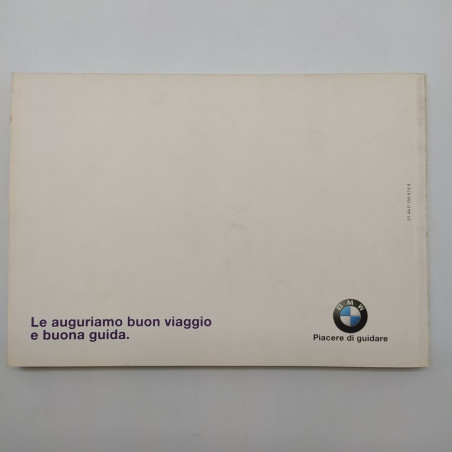 Le auguriamo buon viaggio
e buona guida.
BMW
Piacere di guidare